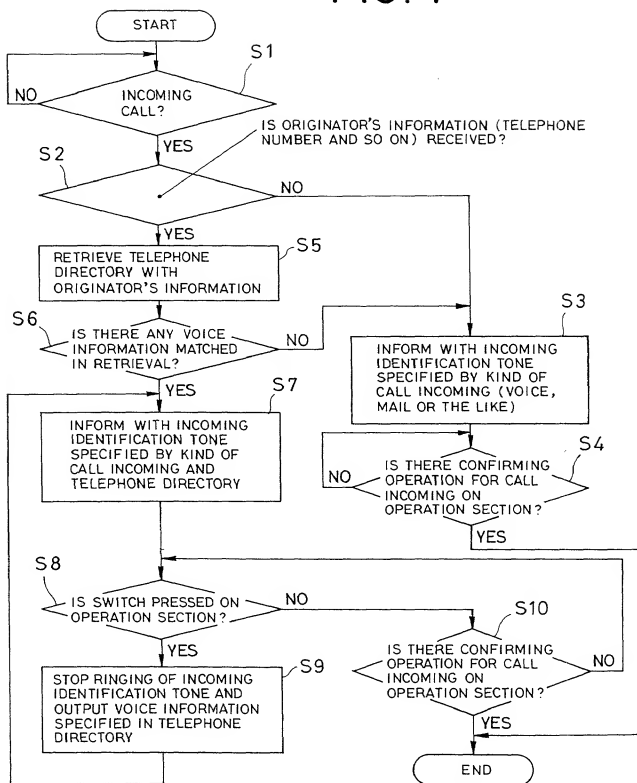 START
S1
NO
INCOMING
CALL?
IS ORIGINATOR'S INFORMATION (TELEPHONE
NUMBER AND SO ON) RECEIVED?
YES
S2
NO
YES
S5
RETRIEVE TELEPHONE
DIRECTORY WITH
ORIGINATOR'S INFORMATION
S6
IS THERE ANY VOICE
INFORMATION MATCHED
IN RETRIEVAL?
NO
S3
INFORM WITH INCOMING
IDENTIFICATION TONE
SPECIFIED BY KIND OF
CALL INCOMING (VOICE,
MAIL OR THE LIKE)
YES
S7
INFORM WITH INCOMING
IDENTIFICATION TONE
SPECIFIED BY KIND OF
CALL INCOMING AND
TELEPHONE DIRECTORY
S4
NO
IS THERE CONFIRMING
OPERATION FOR CALL
INCOMING ON
OPERATION SECTION?
YES
S8
IS SWITCH PRESSED ON
OPERATION SECTION?
NO
S10
IS THERE CONFIRMING
OPERATION FOR CALL
INCOMING ON
OPERATION SECTION?
NO
YES
S9
STOP RINGING OF INCOMING
IDENTIFICATION TONE AND
OUTPUT VOICE INFORMATION
SPECIFIED IN TELEPHONE
DIRECTORY
YES
END